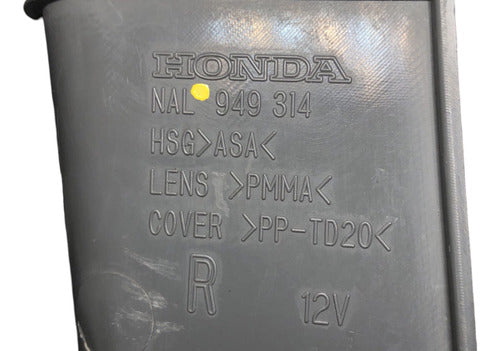 HONDA
NAL 949 314
HSG>ASA<
LENS >PMMA<
COVER >PP-TD20<
R 12V